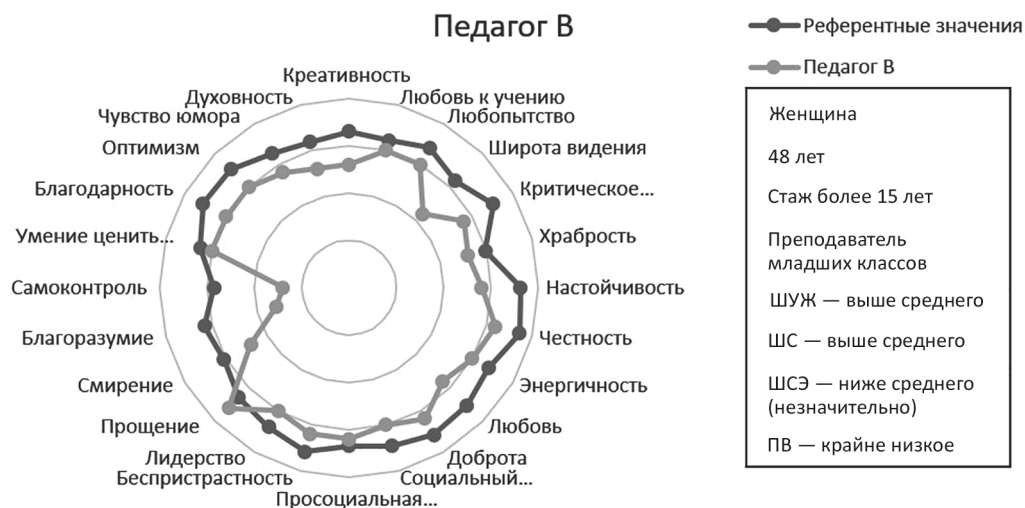 Педагог В
Референтные значения
Педагог В
Креативность
Любовь к учению
Любопытство
Широта видения
Критическое...
Храбрость
Настойчивость
Честность
Энергичность
Любовь
Доброта
Социальный...
Просоциальная...
Беспристрастность
Лидерство
Прощение
Смирение
Благоразумие
Самоконтроль
Умение ценить...
Благодарность
Оптимизм
Чувство юмора
Духовность
Женщина
48 лет
Стаж более 15 лет
Преподаватель
младших классов
ШУЖ — выше среднего
ШС — выше среднего
ШСЭ — ниже среднего
(незначительно)
ПВ — крайне низкое